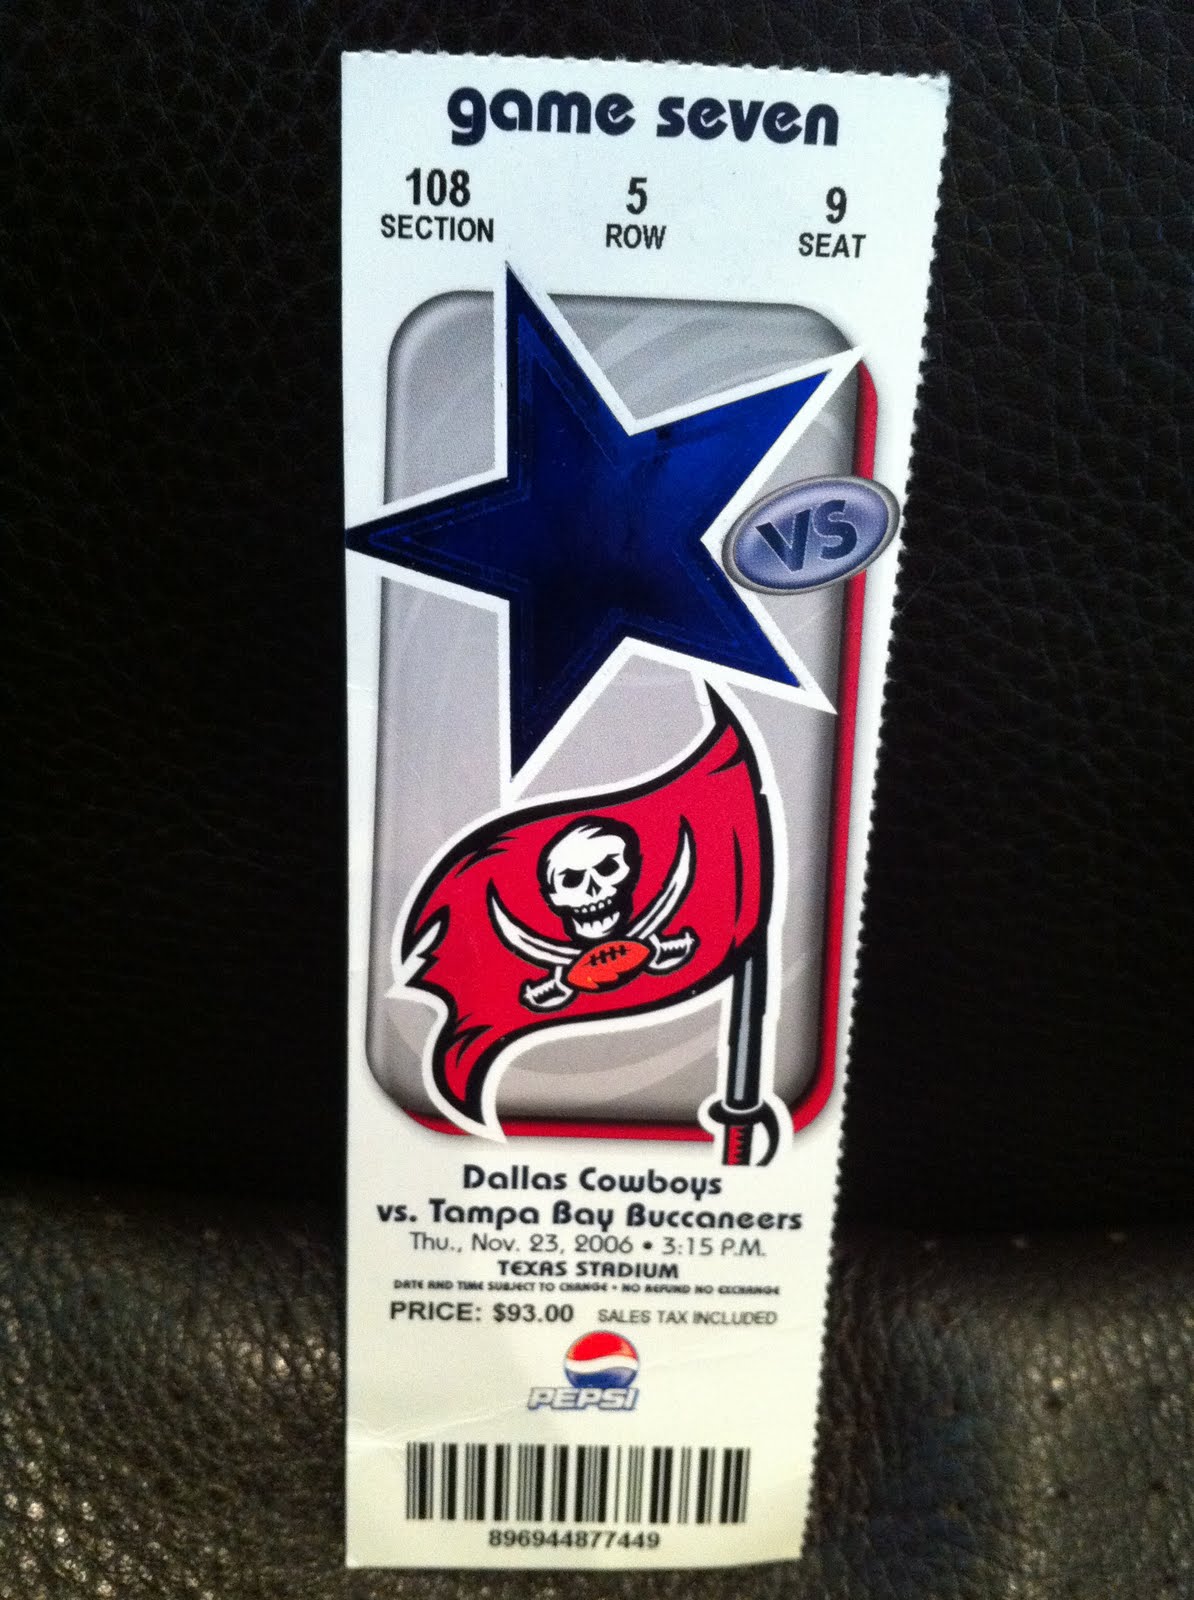 game seven
108 5 9
SECTION ROW SEAT
VS
Dallas Cowboys
vs. Tampa Bay Buccaneers
Thu., Nov. 23, 2006 • 3:15 P.M.
TEXAS STADIUM
DATE AND TIME SUBJECT TO CHANGE • NO REFUND NO EXCHANGE
PRICE: $93.00 SALES TAX INCLUDED
PEPSI
896944877449